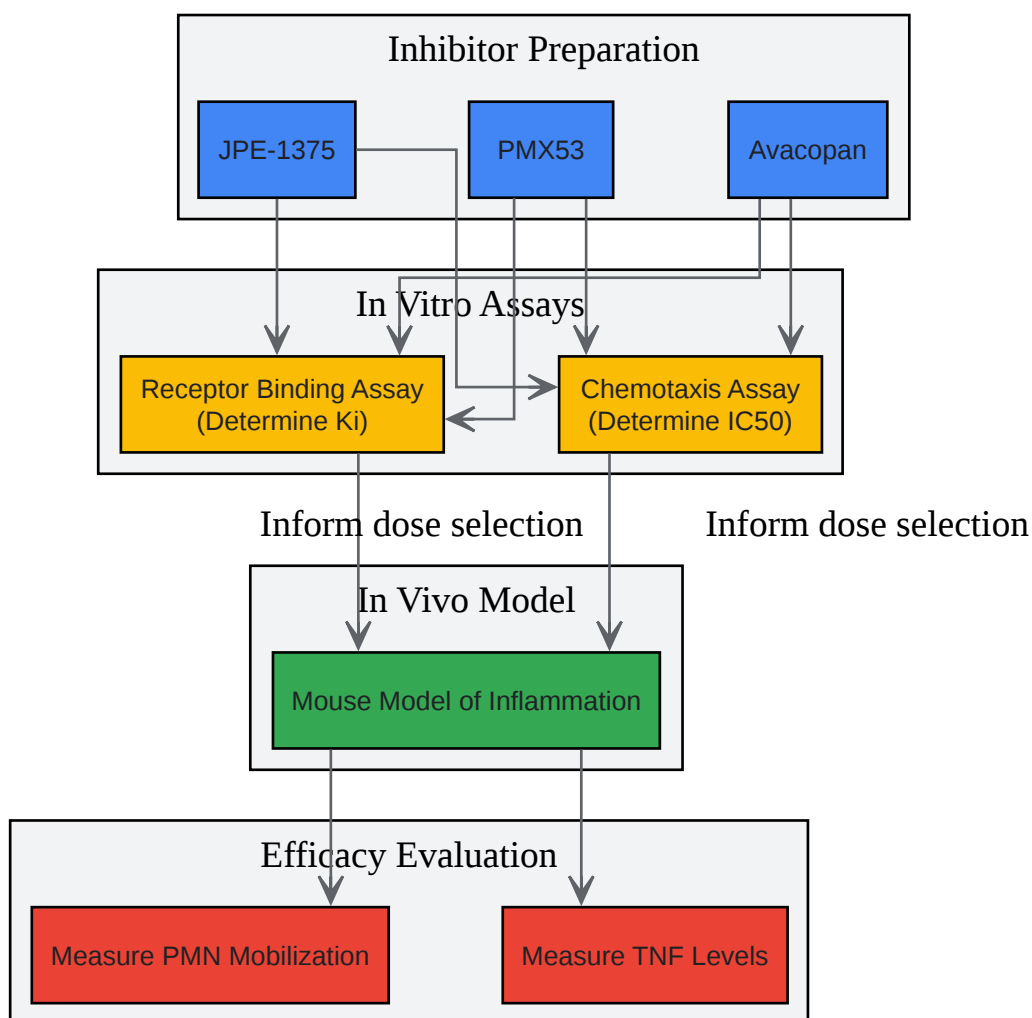 Inhibitor Preparation
JPE-1375
PMX53
Avacopan
In Vitro Assays
Receptor Binding Assay
(Determine Ki)
Chemotaxis Assay
(Determine IC50)
Inform dose selection
Inform dose selection
In Vivo Model
Mouse Model of Inflammation
Efficacy Evaluation
Measure PMN Mobilization
Measure TNF Levels